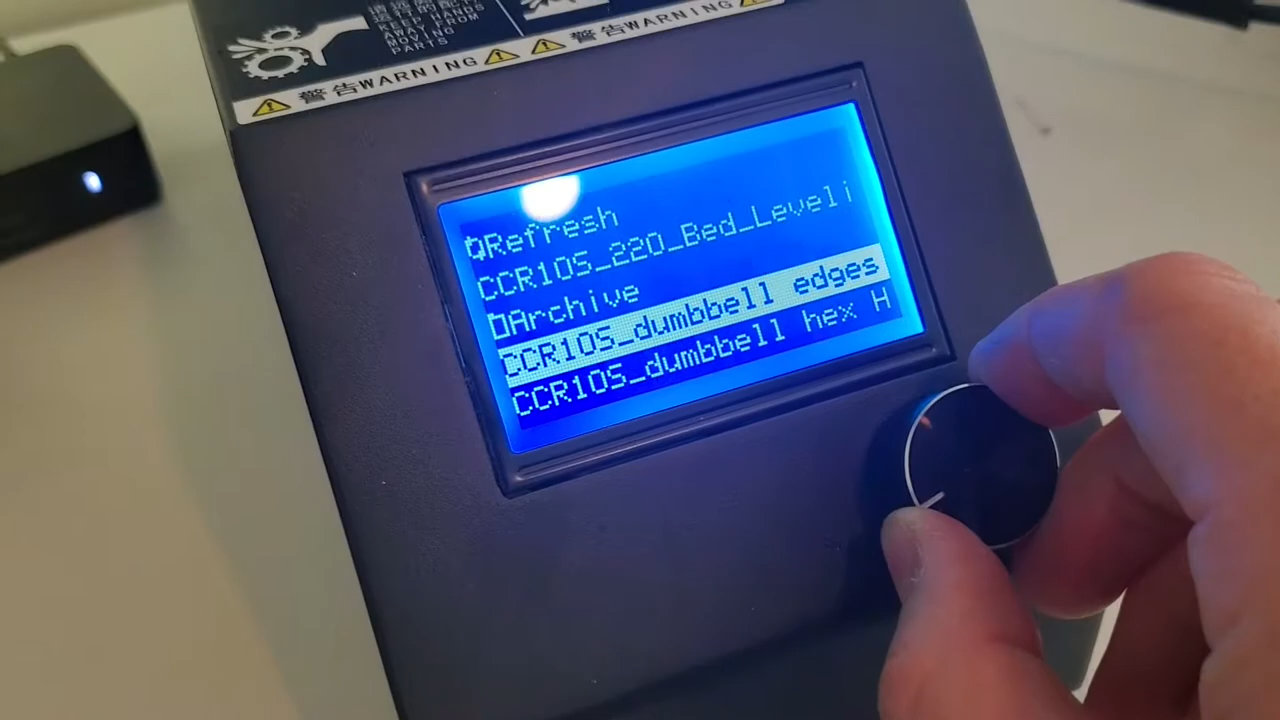 KEEP HANDS
AWAY FROM
MOVING
PARTS
警告WARNING
警告WARNING
Refresh
CCR10S_220_Bed_Leveli
Archive
CCR10S_dumbbell edges
CCR10S_dumbbell hex H